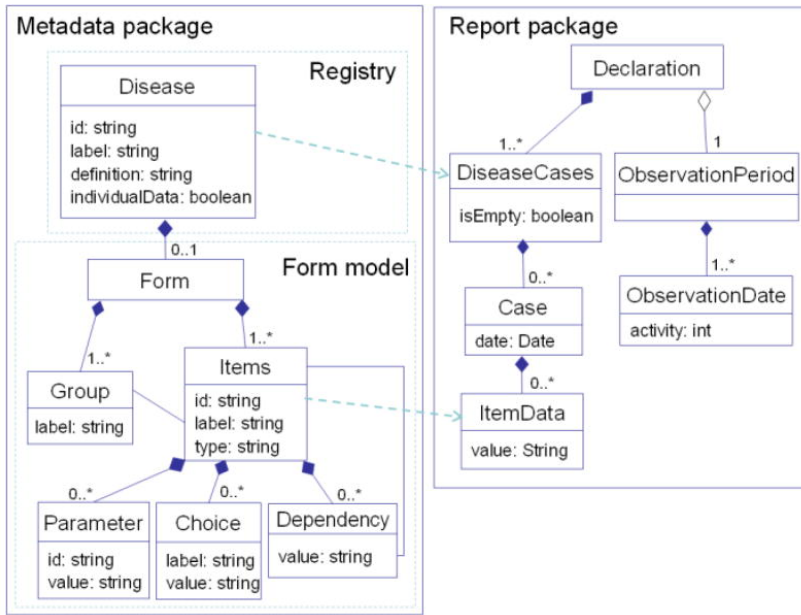 Metadata package
Registry
Disease
id: string
label: string
definition: string
individualData: boolean
0..1
Form model
Form
1..*
1..*
Group
label: string
Items
id: string
label: string
type: string
0..*
0..*
0..*
Parameter
id: string
value: string
Choice
label: string
value: string
Dependency
value: string
Report package
Declaration
1..*
1
DiseaseCases
isEmpty: boolean
ObservationPeriod
0..*
1..*
Case
date: Date
ObservationDate
activity: int
0..*
ItemData
value: String